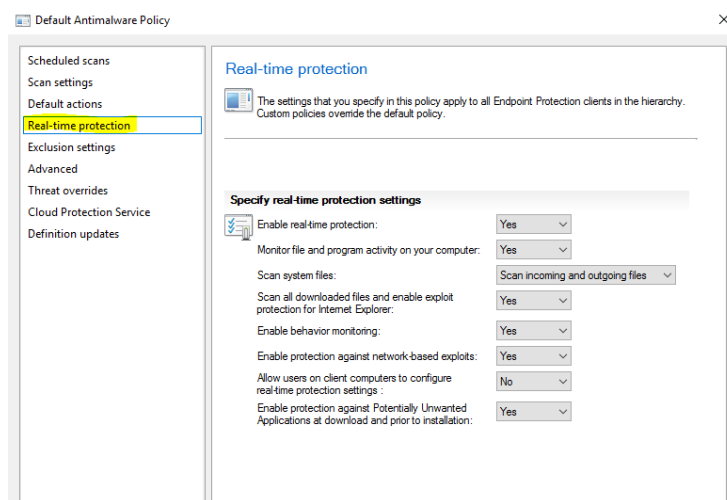 Default Antimalware Policy
Scheduled scans
Scan settings
Default actions
Real-time protection
Exclusion settings
Advanced
Threat overrides
Cloud Protection Service
Definition updates
Real-time protection
The settings that you specify in this policy apply to all Endpoint Protection clients in the hierarchy.
Custom policies override the default policy.
Specify real-time protection settings
Enable real-time protection: Yes
Monitor file and program activity on your computer: Yes
Scan system files: Scan incoming and outgoing files
Scan all downloaded files and enable exploit
protection for Internet Explorer: Yes
Enable behavior monitoring: Yes
Enable protection against network-based exploits: Yes
Allow users on client computers to configure
real-time protection settings : No
Enable protection against Potentially Unwanted
Applications at download and prior to installation: Yes